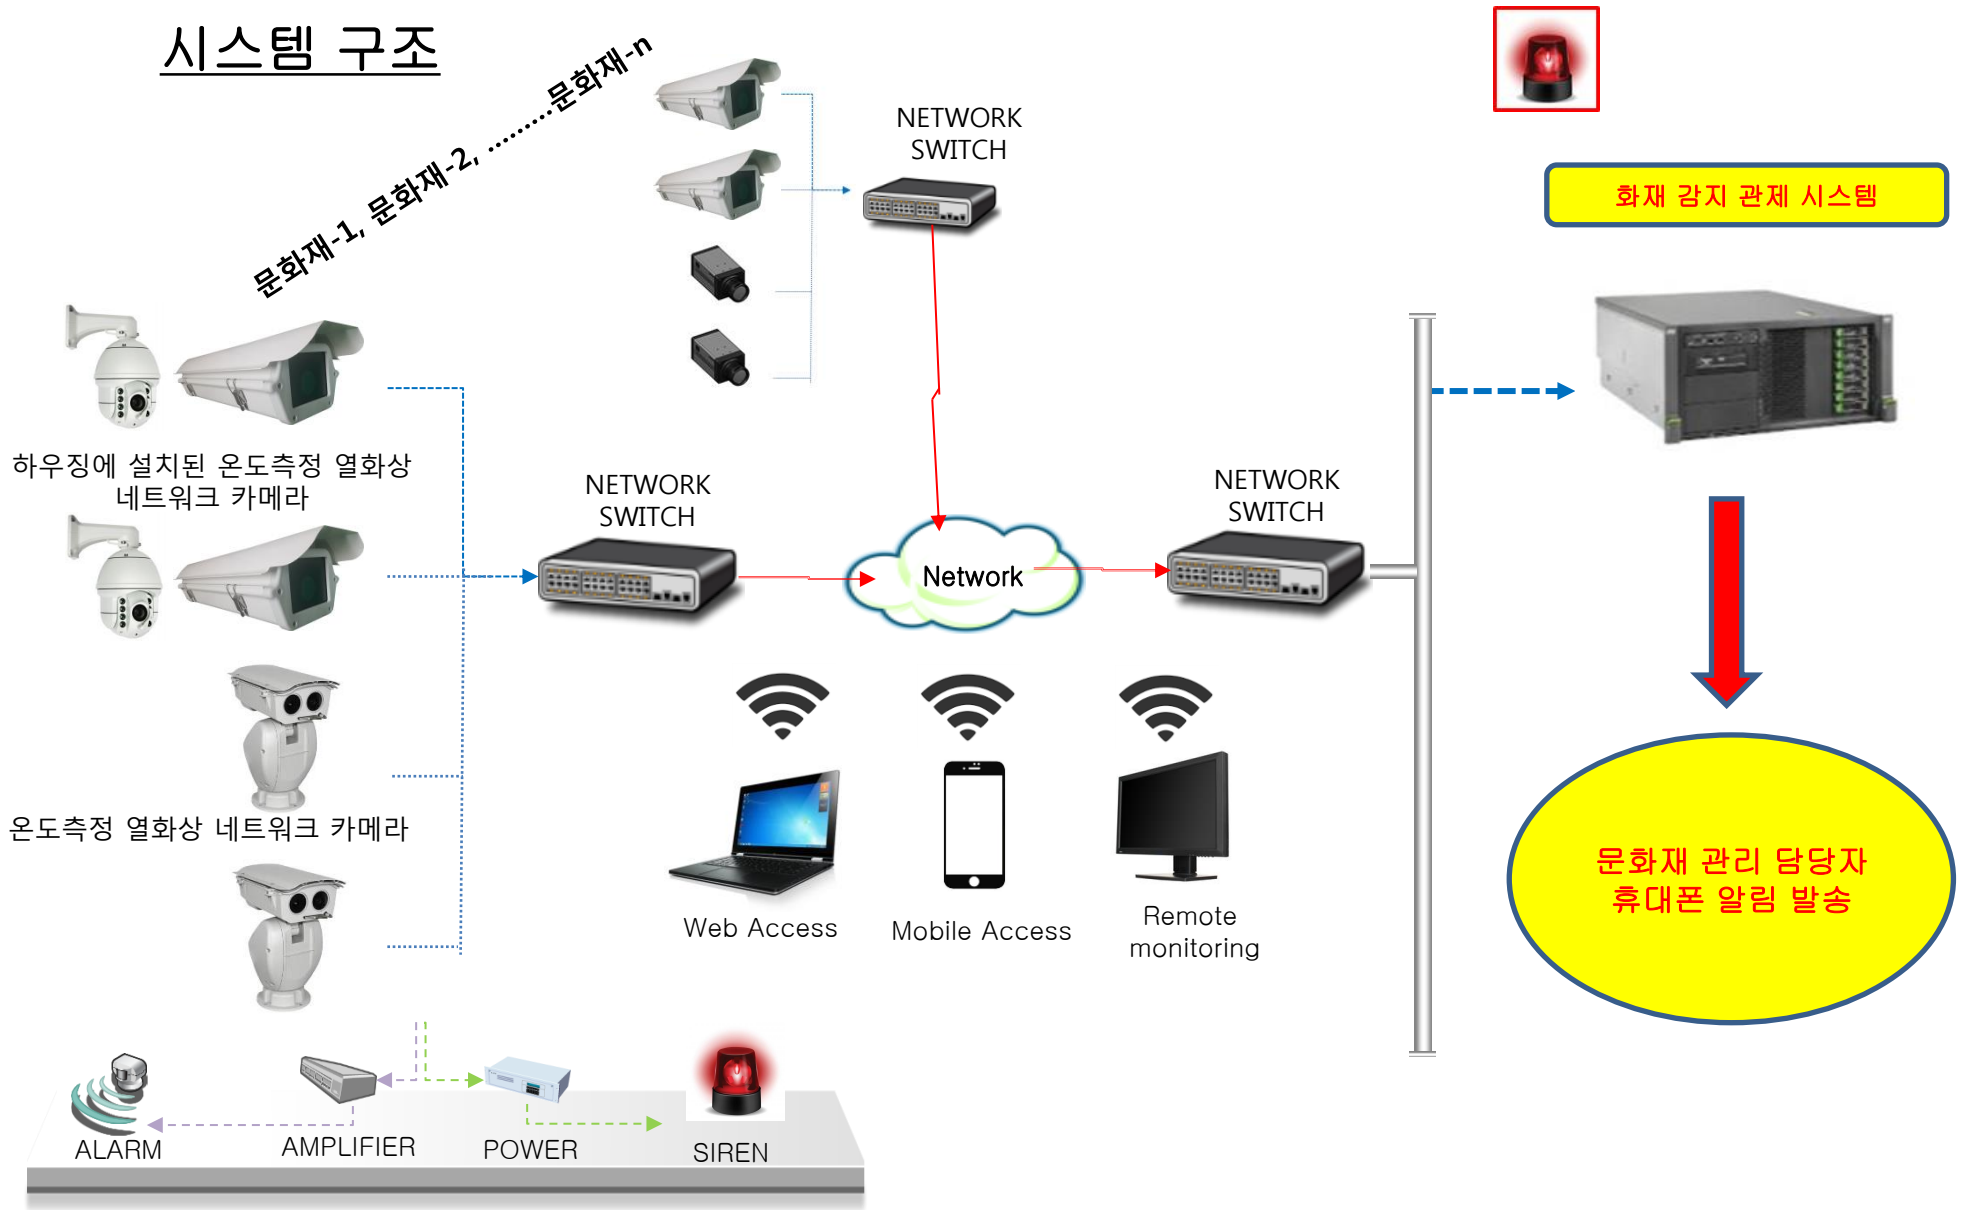 시스템 구조
문화재-1, 문화재-2, .........문화재-n
NETWORK
SWITCH
화재 감지 관제 시스템
하우징에 설치된 온도측정 열화상
네트워크 카메라
NETWORK
SWITCH
NETWORK
SWITCH
Network
온도측정 열화상 네트워크 카메라
Web Access
Mobile Access
Remote
monitoring
문화재 관리 담당자
휴대폰 알림 발송
ALARM
AMPLIFIER
POWER
SIREN